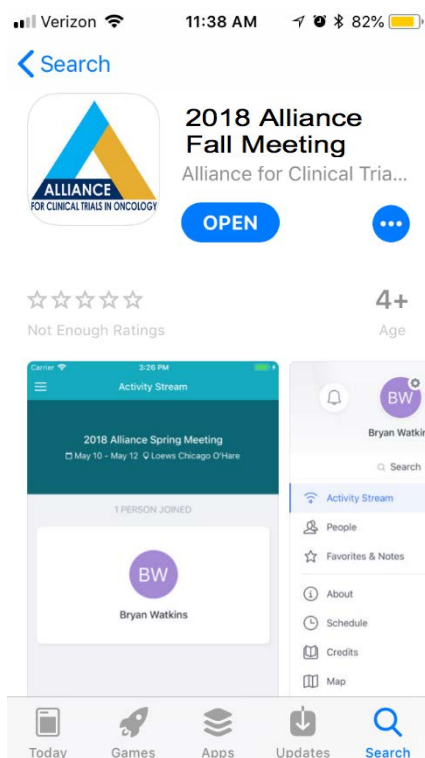 Verizon 11:38 AM 82%
Search
2018 Alliance
Fall Meeting
Alliance for Clinical Tria...
ALLIANCE
FOR CLINICAL TRIALS IN ONCOLOGY
OPEN
4+
Not Enough Ratings
Age
Carrier 3:26 PM
Activity Stream
2018 Alliance Spring Meeting
May 10 - May 12 Loews Chicago O'Hare
1 PERSON JOINED
BW
Bryan Watkins
BW
Bryan Watkin
Search
Activity Stream
People
Favorites & Notes
About
Schedule
Credits
Map
Today Games Apps Updates Search